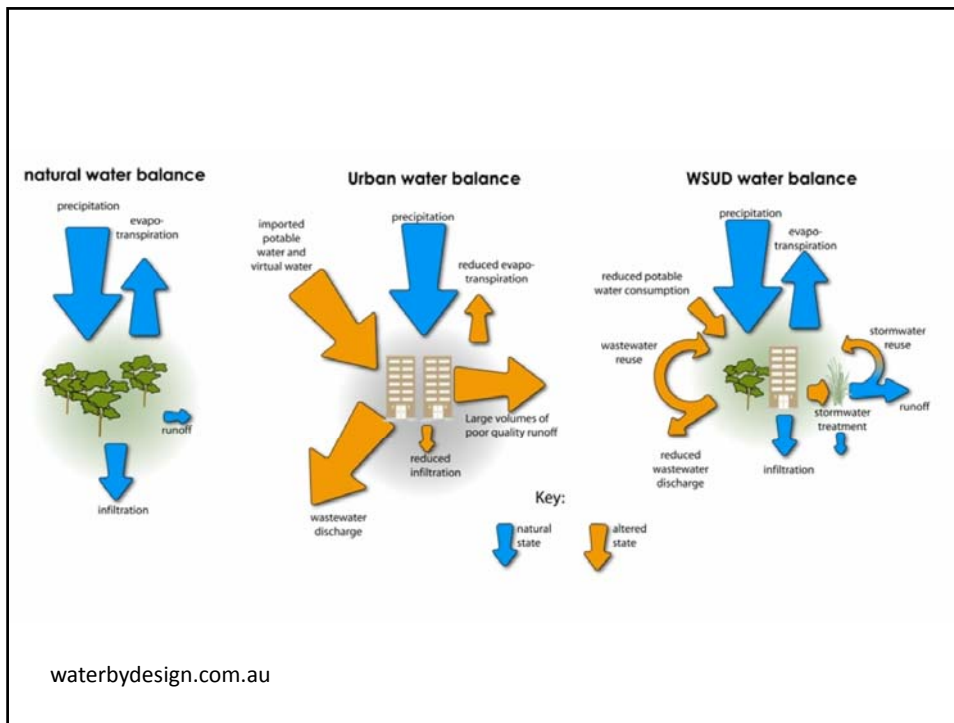 natural water balance
precipitation
evapo-
transpiration
runoff
infiltration
Urban water balance
imported
potable
water and
virtual water
precipitation
reduced evapo-
transpiration
Large volumes of
poor quality runoff
reduced
infiltration
wastewater
discharge
WSUD water balance
precipitation
evapo-
transpiration
reduced potable
water consumption
wastewater
reuse
stormwater
reuse
runoff
stormwater
treatment
reduced
wastewater
discharge
infiltration
Key:
natural
state
altered
state
waterbydesign.com.au